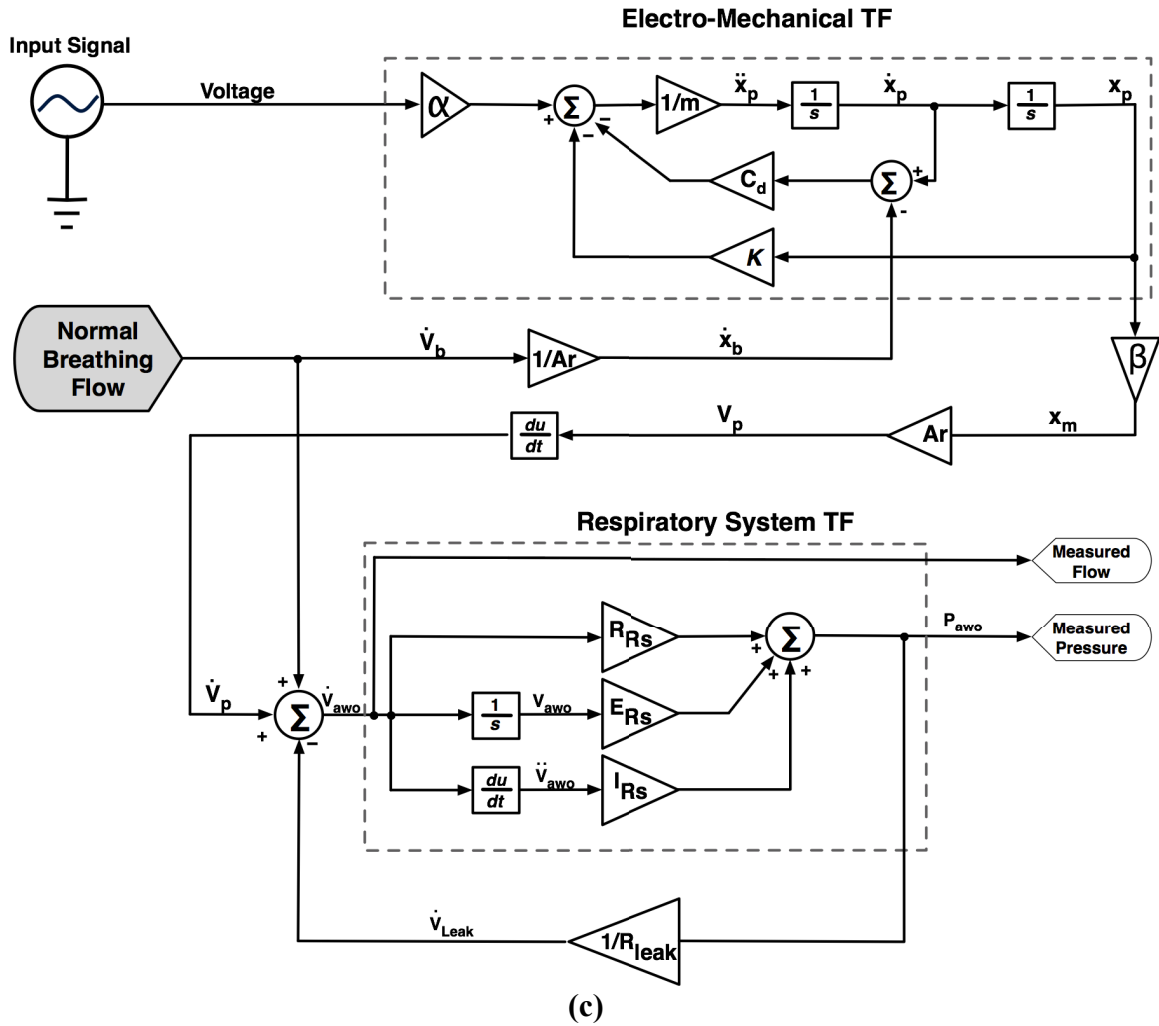 Electro-Mechanical TF
Input Signal
Voltage
α
+
Σ
−
−
1/m
ẍp
1
s
ẋp
1
s
xp
Cd
Σ
+
-
K
Normal
Breathing
Flow
V̇b
1/Ar
ẋb
β
du
dt
Vp
Ar
xm
Respiratory System TF
Measured
Flow
RRs
Σ
+
+
+
Pawo
Measured
Pressure
V̇p
+
+
Σ
−
V̇awo
1
s
Vawo
ERs
du
dt
V̈awo
IRs
V̇Leak
1/Rleak
(c)